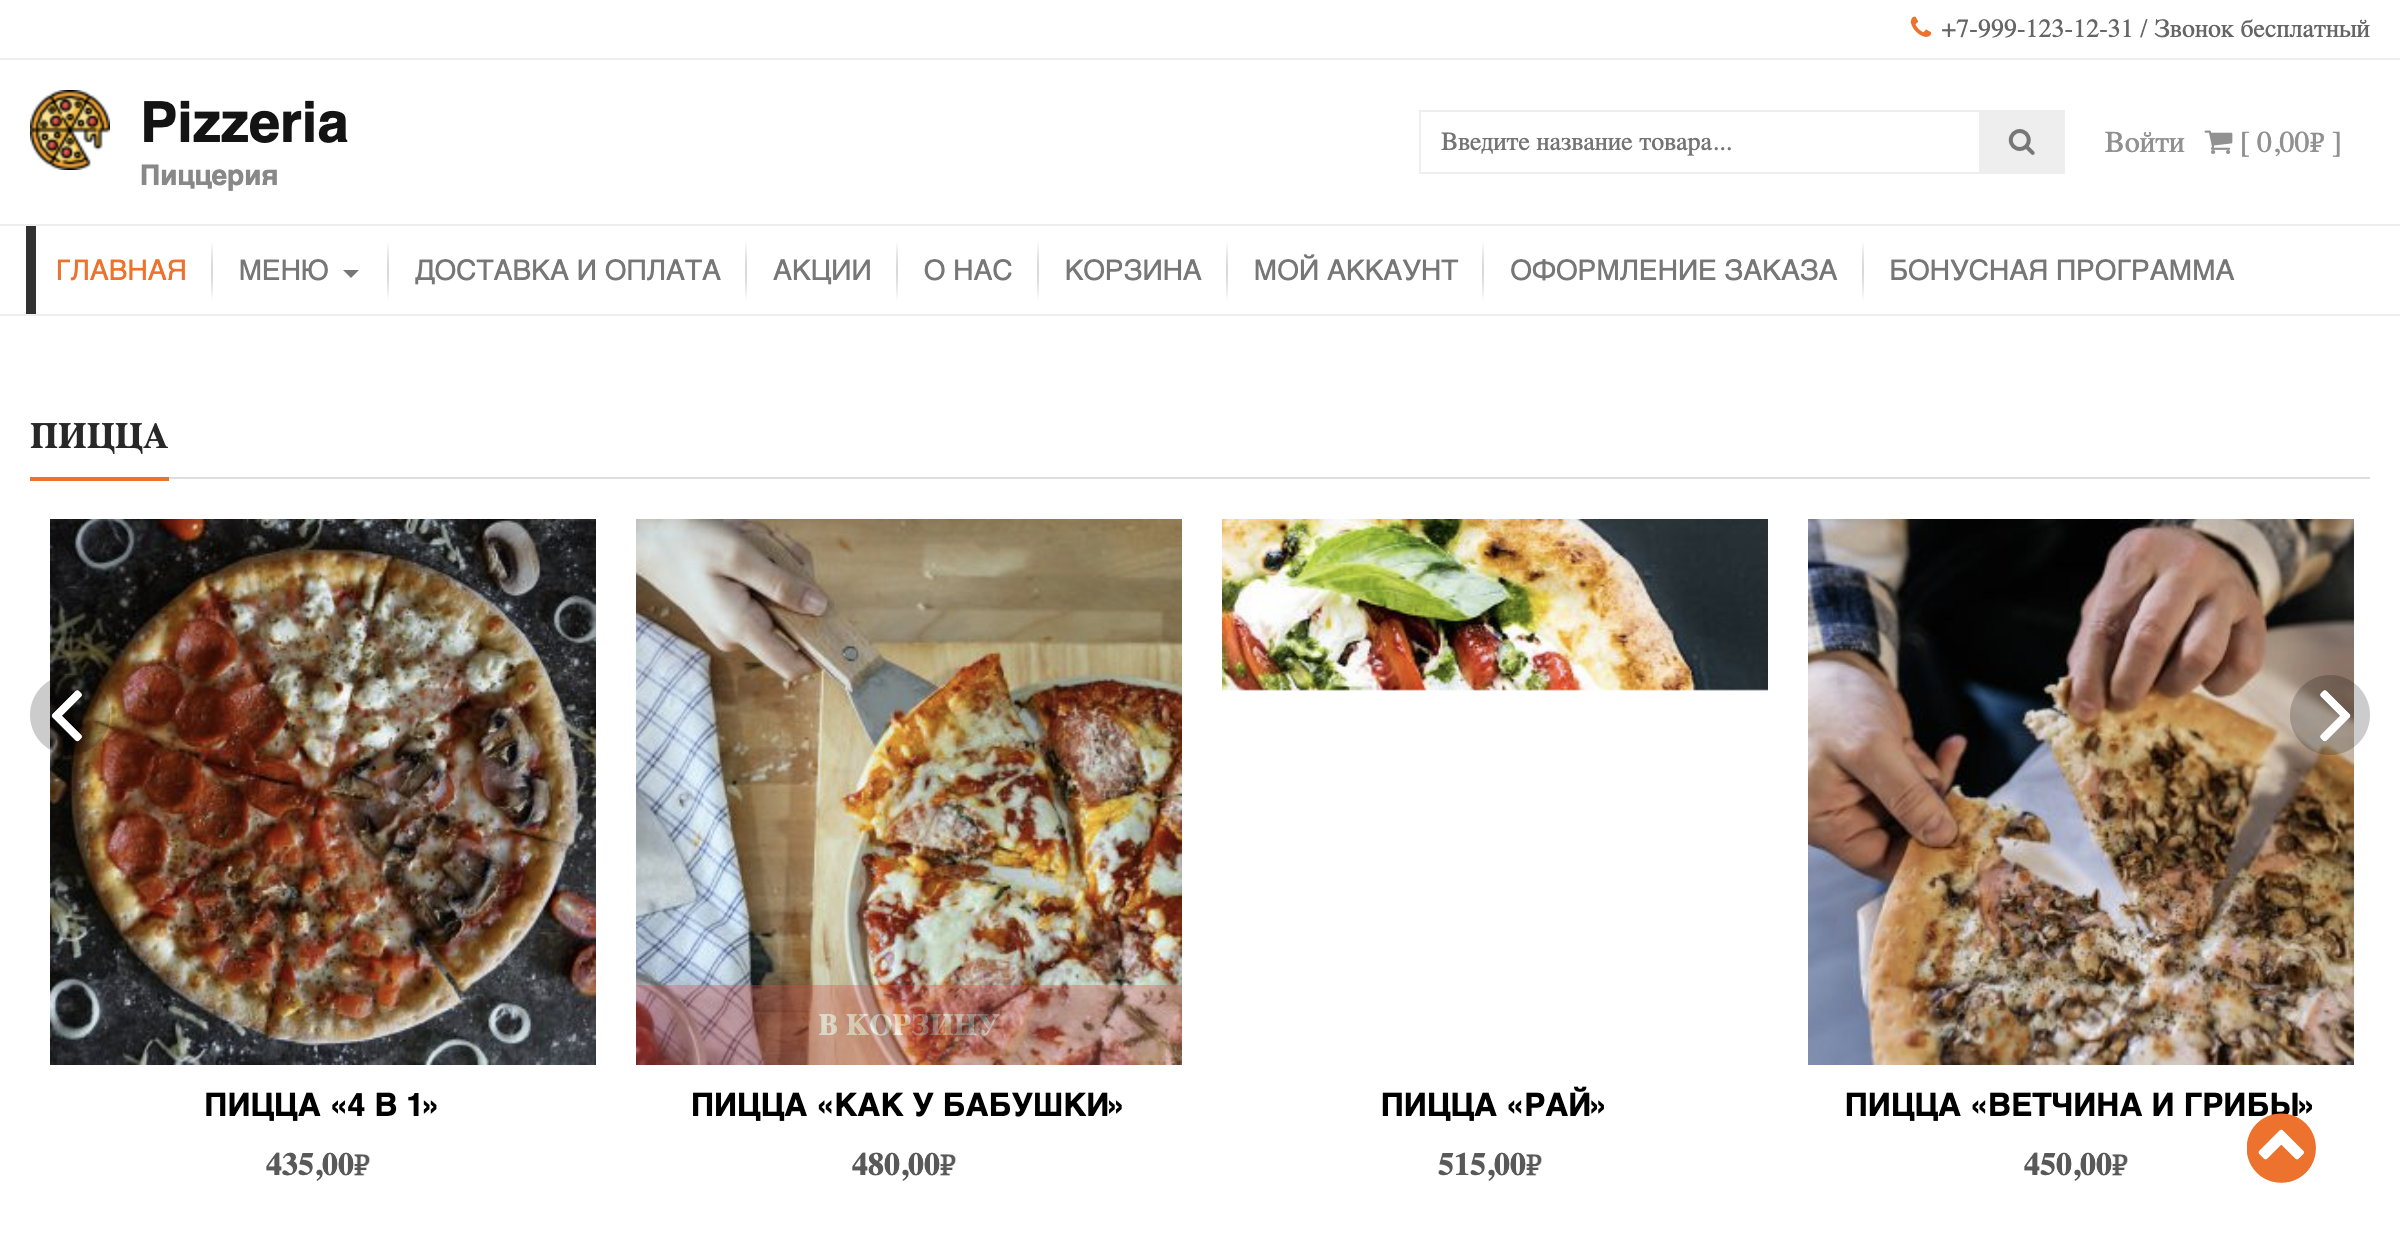 +7-999-123-12-31 / Звонок бесплатный
Pizzeria
Пиццерия
Введите название товара...
Войти [ 0,00₽ ]
ГЛАВНАЯ МЕНЮ ДОСТАВКА И ОПЛАТА АКЦИИ О НАС КОРЗИНА МОЙ АККАУНТ ОФОРМЛЕНИЕ ЗАКАЗА БОНУСНАЯ ПРОГРАММА
ПИЦЦА
В КОРЗИНУ
ПИЦЦА «4 В 1» ПИЦЦА «КАК У БАБУШКИ» ПИЦЦА «РАЙ» ПИЦЦА «ВЕТЧИНА И ГРИБЫ»
435,00₽ 480,00₽ 515,00₽ 450,00₽